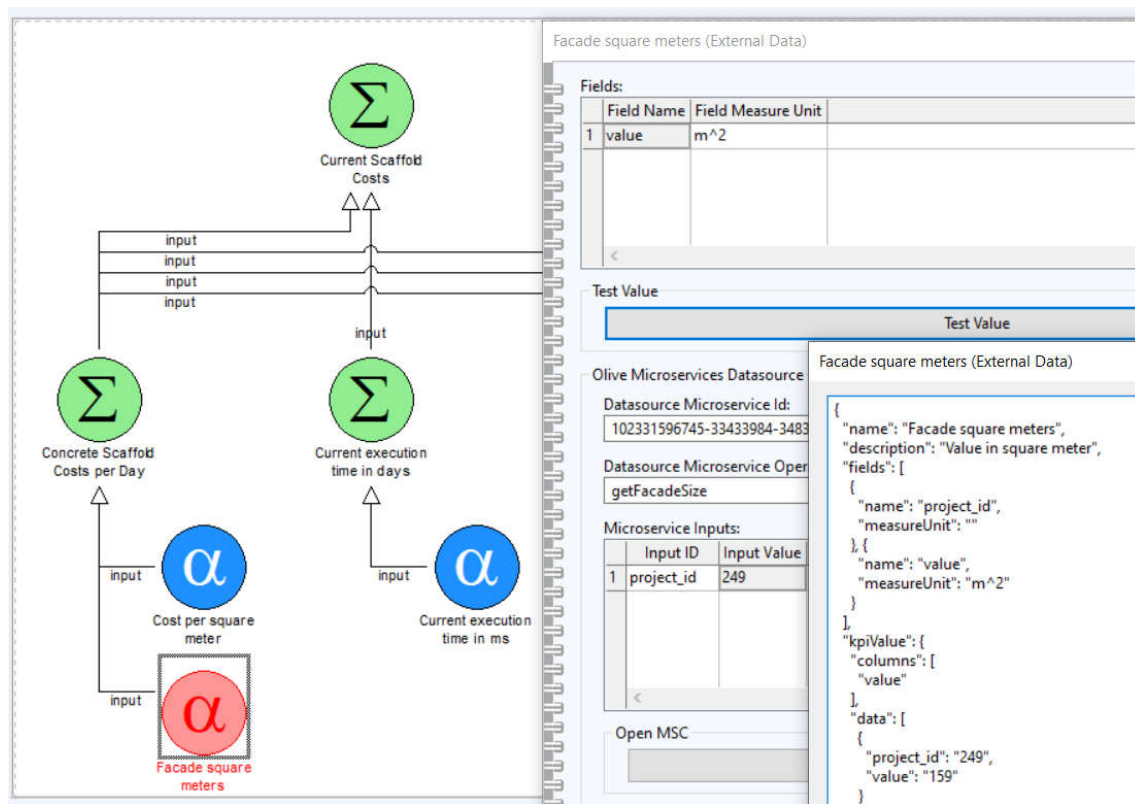 Σ
Current Scaffold
Costs
input
input
input
input
input
Σ
Concrete Scaffold
Costs per Day
Σ
Current execution
time in days
input
α
Cost per square
meter
input
α
Current execution
time in ms
input
α
Facade square
meters
Facade square meters (External Data)
Fields:
Field Name Field Measure Unit
1 value m^2
<
Test Value
Test Value
Olive Microservices Datasource
Datasource Microservice Id:
102331596745-33433984-3483
Datasource Microservice Oper
getFacadeSize
Microservice Inputs:
Input ID Input Value
1 project_id 249
<
Open MSC
Facade square meters (External Data)
{
"name": "Facade square meters",
"description": "Value in square meter",
"fields": [
{
"name": "project_id",
"measureUnit": ""
}, {
"name": "value",
"measureUnit": "m^2"
}
],
"kpiValue": {
"columns": [
"value"
],
"data": [
{
"project_id": "249",
"value": "159"
}